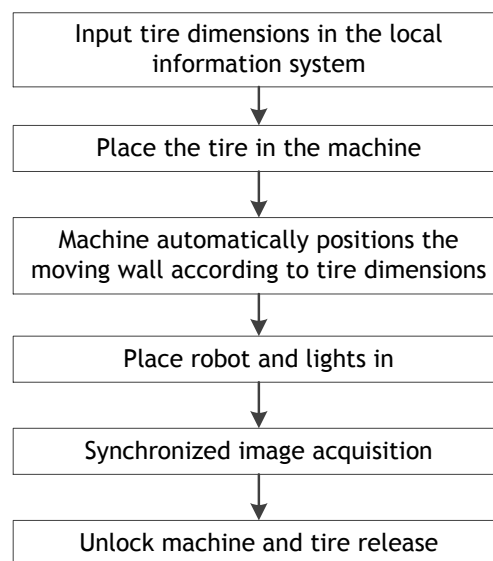 Input tire dimensions in the local
information system
Place the tire in the machine
Machine automatically positions the
moving wall according to tire dimensions
Place robot and lights in
Synchronized image acquisition
Unlock machine and tire release